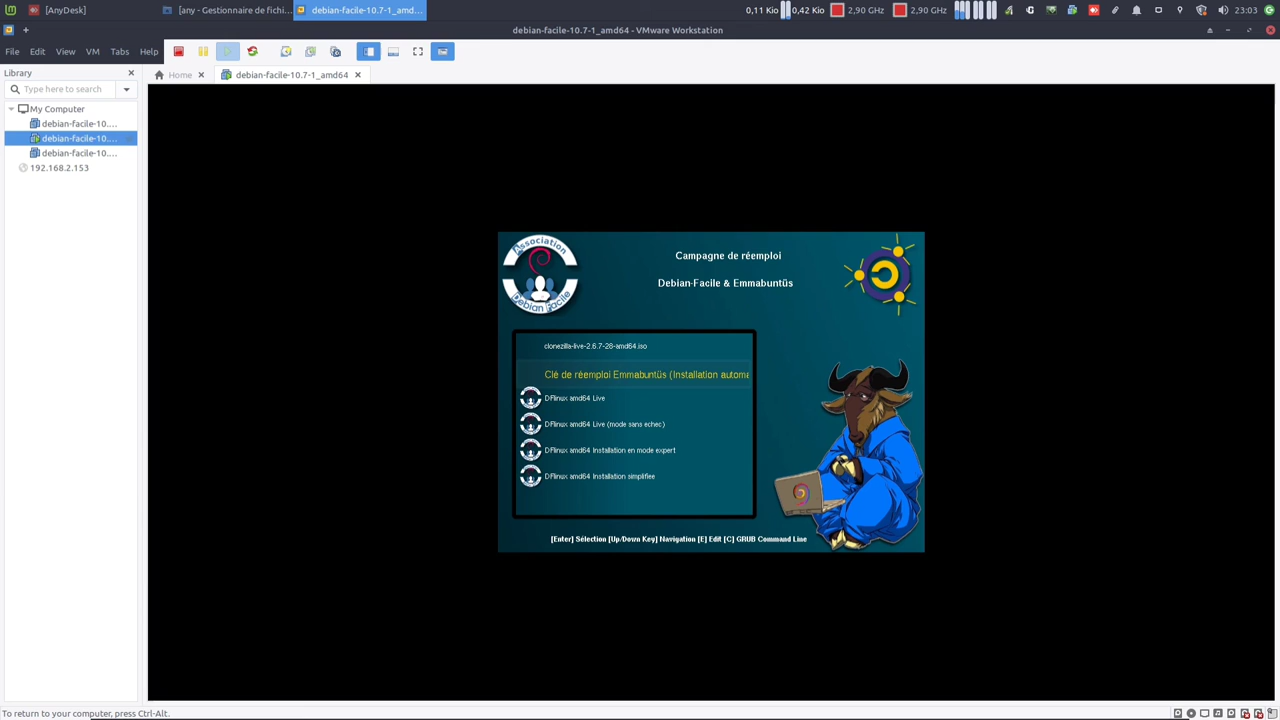 [AnyDesk]
[any - Gestionnaire de fichi...
debian-facile-10.7-1_amd...
0,11 Kio
0,42 Kio
2,90 GHz
2,90 GHz
23:03
debian-facile-10.7-1_amd64 - VMware Workstation
File Edit View VM Tabs Help
Library
Home
debian-facile-10.7-1_amd64
Type here to search
My Computer
debian-facile-10....
debian-facile-10....
debian-facile-10....
192.168.2.153
Association
Debian Facile
Campagne de réemploi
Debian-Facile & Emmabuntüs
clonezilla-live-2.6.7-28-amd64.iso
Clé de réemploi Emmabuntüs (Installation automa
DFlinux amd64 Live
DFlinux amd64 Live (mode sans echec)
DFlinux amd64 Installation en mode expert
DFlinux amd64 Installation simplifiee
[Enter] Sélection [Up/Down Key] Navigation [E] Edit [C] GRUB Command Line
To return to your computer, press Ctrl-Alt.